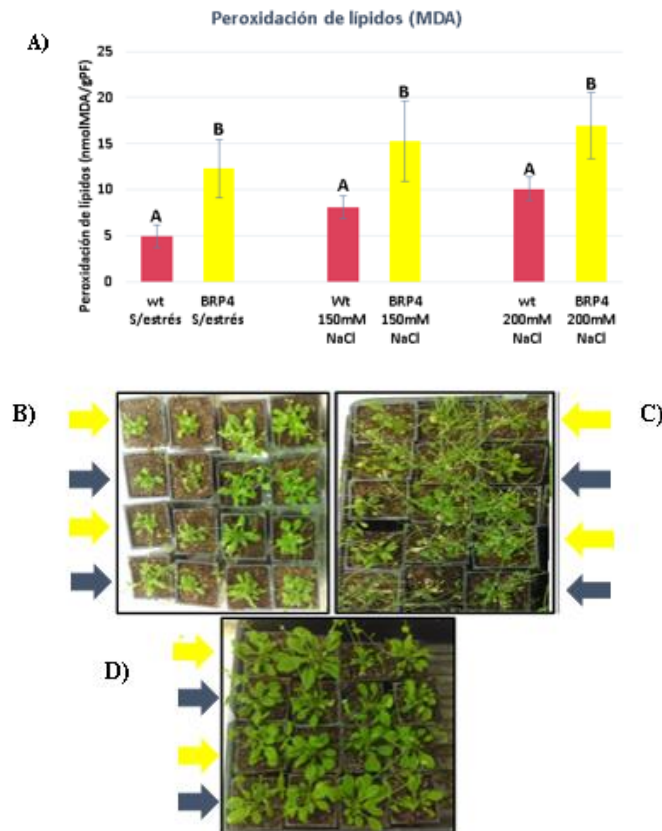 Peroxidación de lípidos (MDA)
A)
Peroxidación de lípidos (nmolMDA/gPF)
25
20
15
10
5
0
A
B
A
B
A
B
wt
S/estrés
BRP4
S/estrés
Wt
150mM
NaCl
BRP4
150mM
NaCl
wt
200mM
NaCl
BRP4
200mM
NaCl
B)
C)
D)